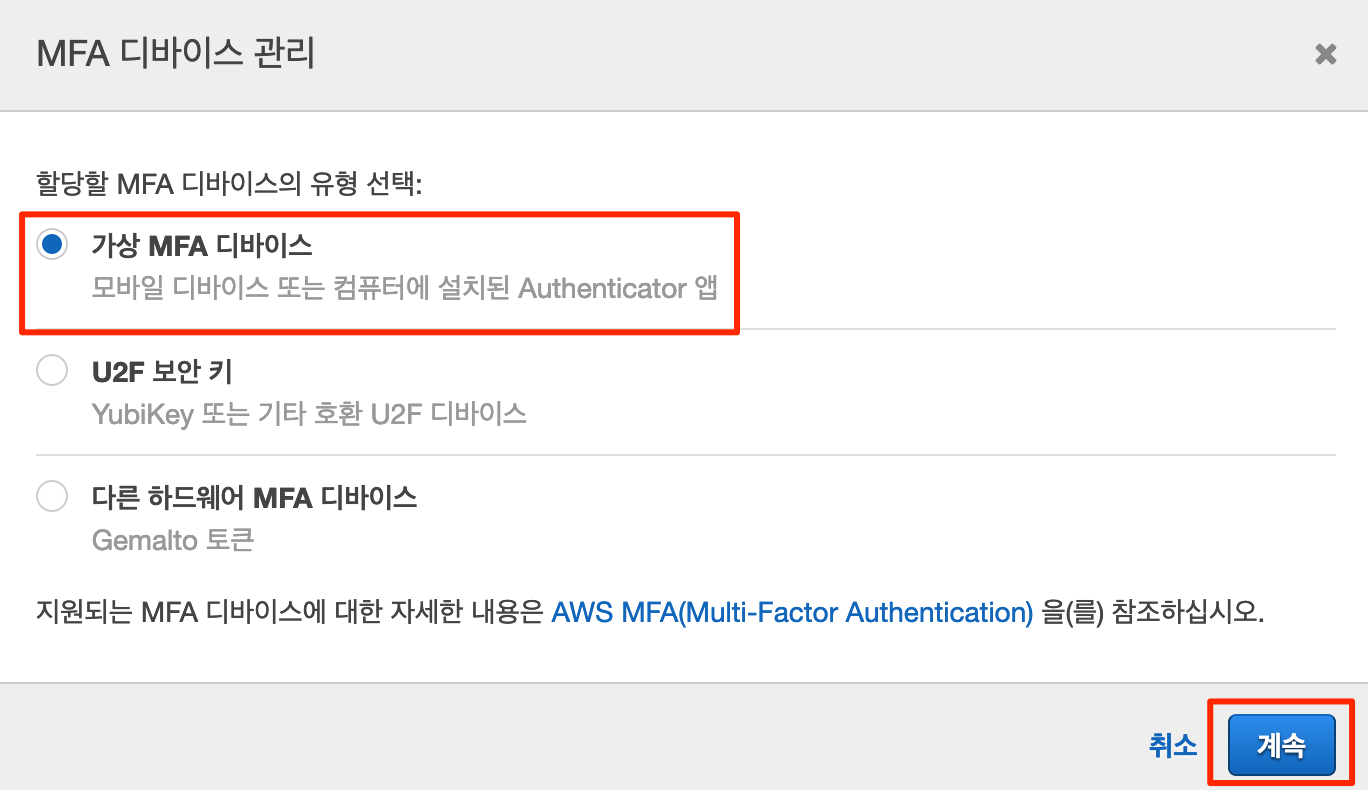 MFA 디바이스 관리
할당할 MFA 디바이스의 유형 선택:
가상 MFA 디바이스
모바일 디바이스 또는 컴퓨터에 설치된 Authenticator 앱
U2F 보안 키
YubiKey 또는 기타 호환 U2F 디바이스
다른 하드웨어 MFA 디바이스
Gemalto 토큰
지원되는 MFA 디바이스에 대한 자세한 내용은 AWS MFA(Multi-Factor Authentication) 을(를) 참조하십시오.
취소 계속